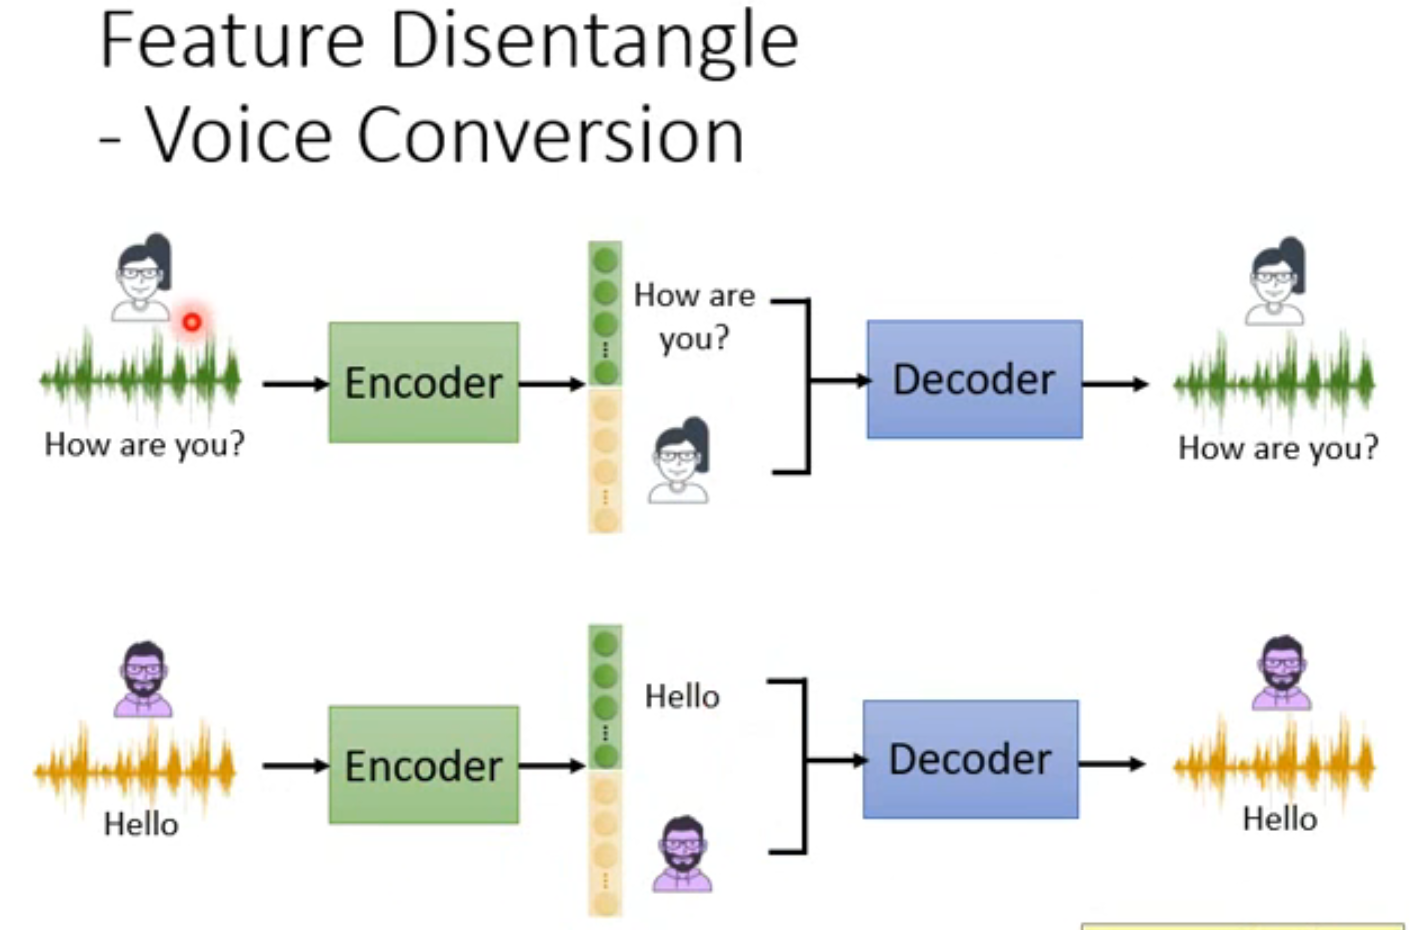 Feature Disentangle
- Voice Conversion
How are you?
Encoder
How are
you?
Decoder
How are you?
Hello
Encoder
Hello
Decoder
Hello